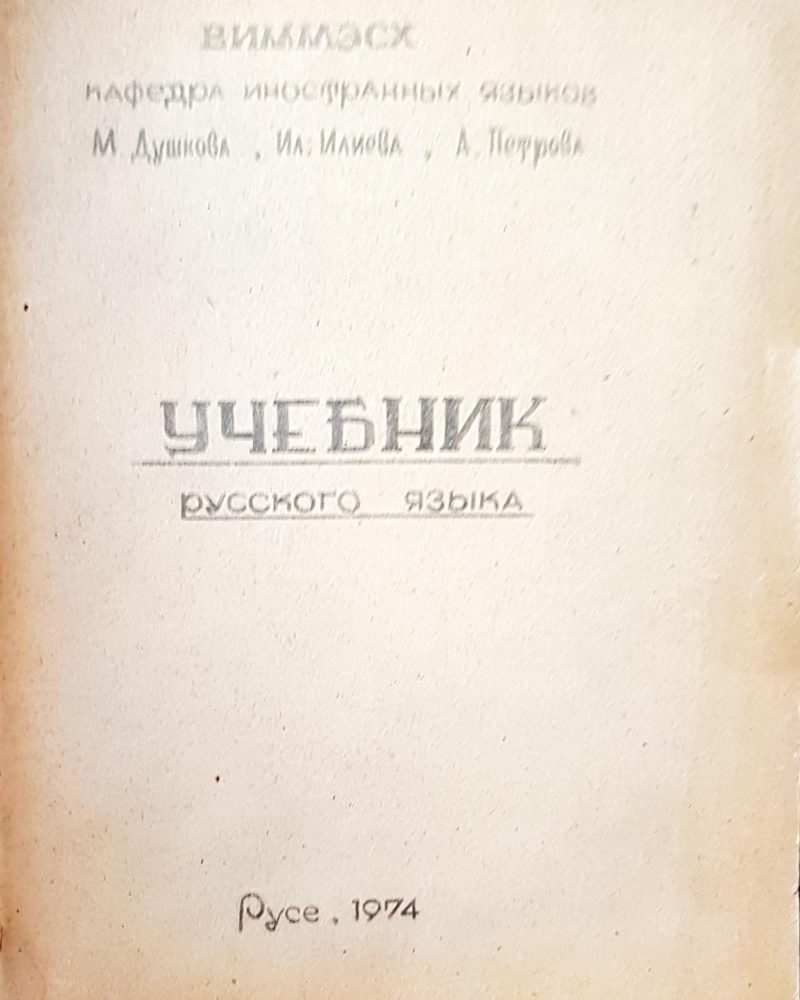 ВИММЭСХ
кафедра иностранных языков
М. Душкова, Ил. Илиева, А. Петрова
УЧЕБНИК
русского языка
Русе, 1974